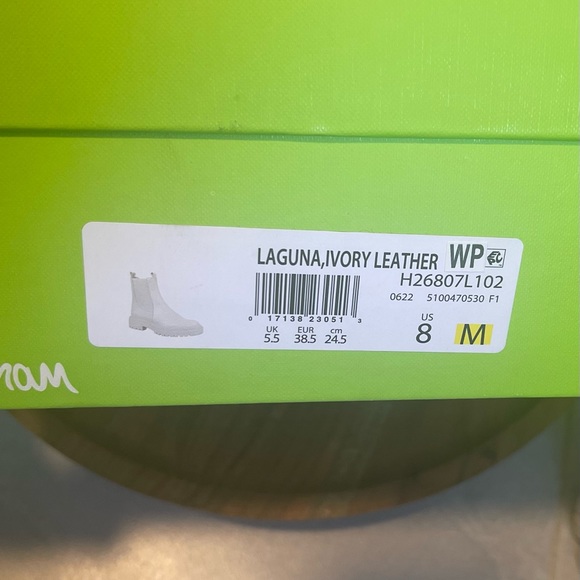 LAGUNA,IVORY LEATHER WP
H26807L102
0622 5100470530 F1
0 17138 23051 3
UK EUR cm US
5.5 38.5 24.5 8 M